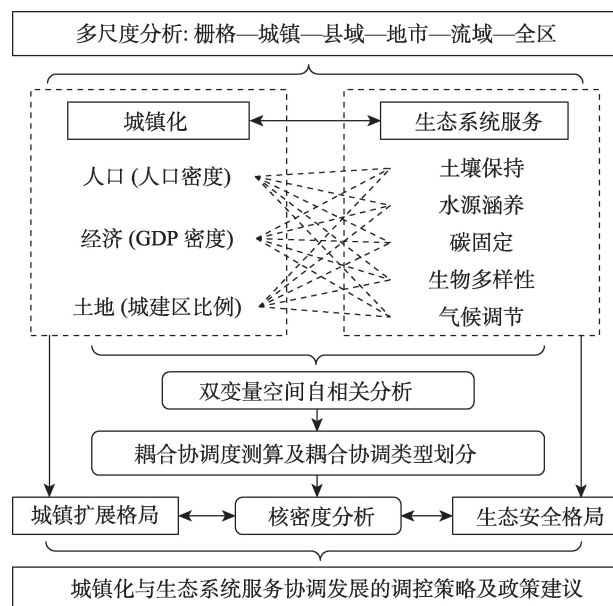 多尺度分析: 栅格—城镇—县域—地市—流域—全区
城镇化
生态系统服务
人口 (人口密度)
经济 (GDP 密度)
土地 (城建区比例)
土壤保持
水源涵养
碳固定
生物多样性
气候调节
双变量空间自相关分析
耦合协调度测算及耦合协调类型划分
城镇扩展格局
核密度分析
生态安全格局
城镇化与生态系统服务协调发展的调控策略及政策建议